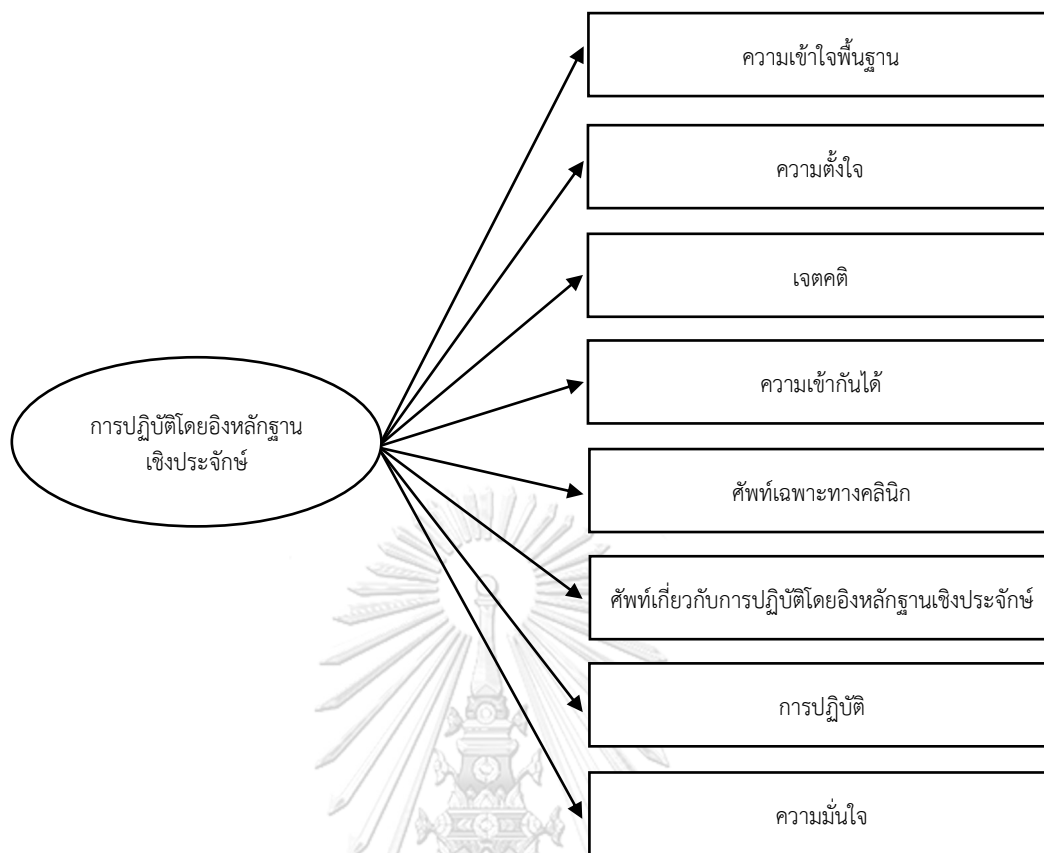 ความเข้าใจพื้นฐาน
ความตั้งใจ
เจตคติ
ความเข้ากันได้
การปฏิบัติโดยอิงหลักฐาน
เชิงประจักษ์
ศัพท์เฉพาะทางคลินิก
ศัพท์เกี่ยวกับการปฏิบัติโดยอิงหลักฐานเชิงประจักษ์
การปฏิบัติ
ความมั่นใจ